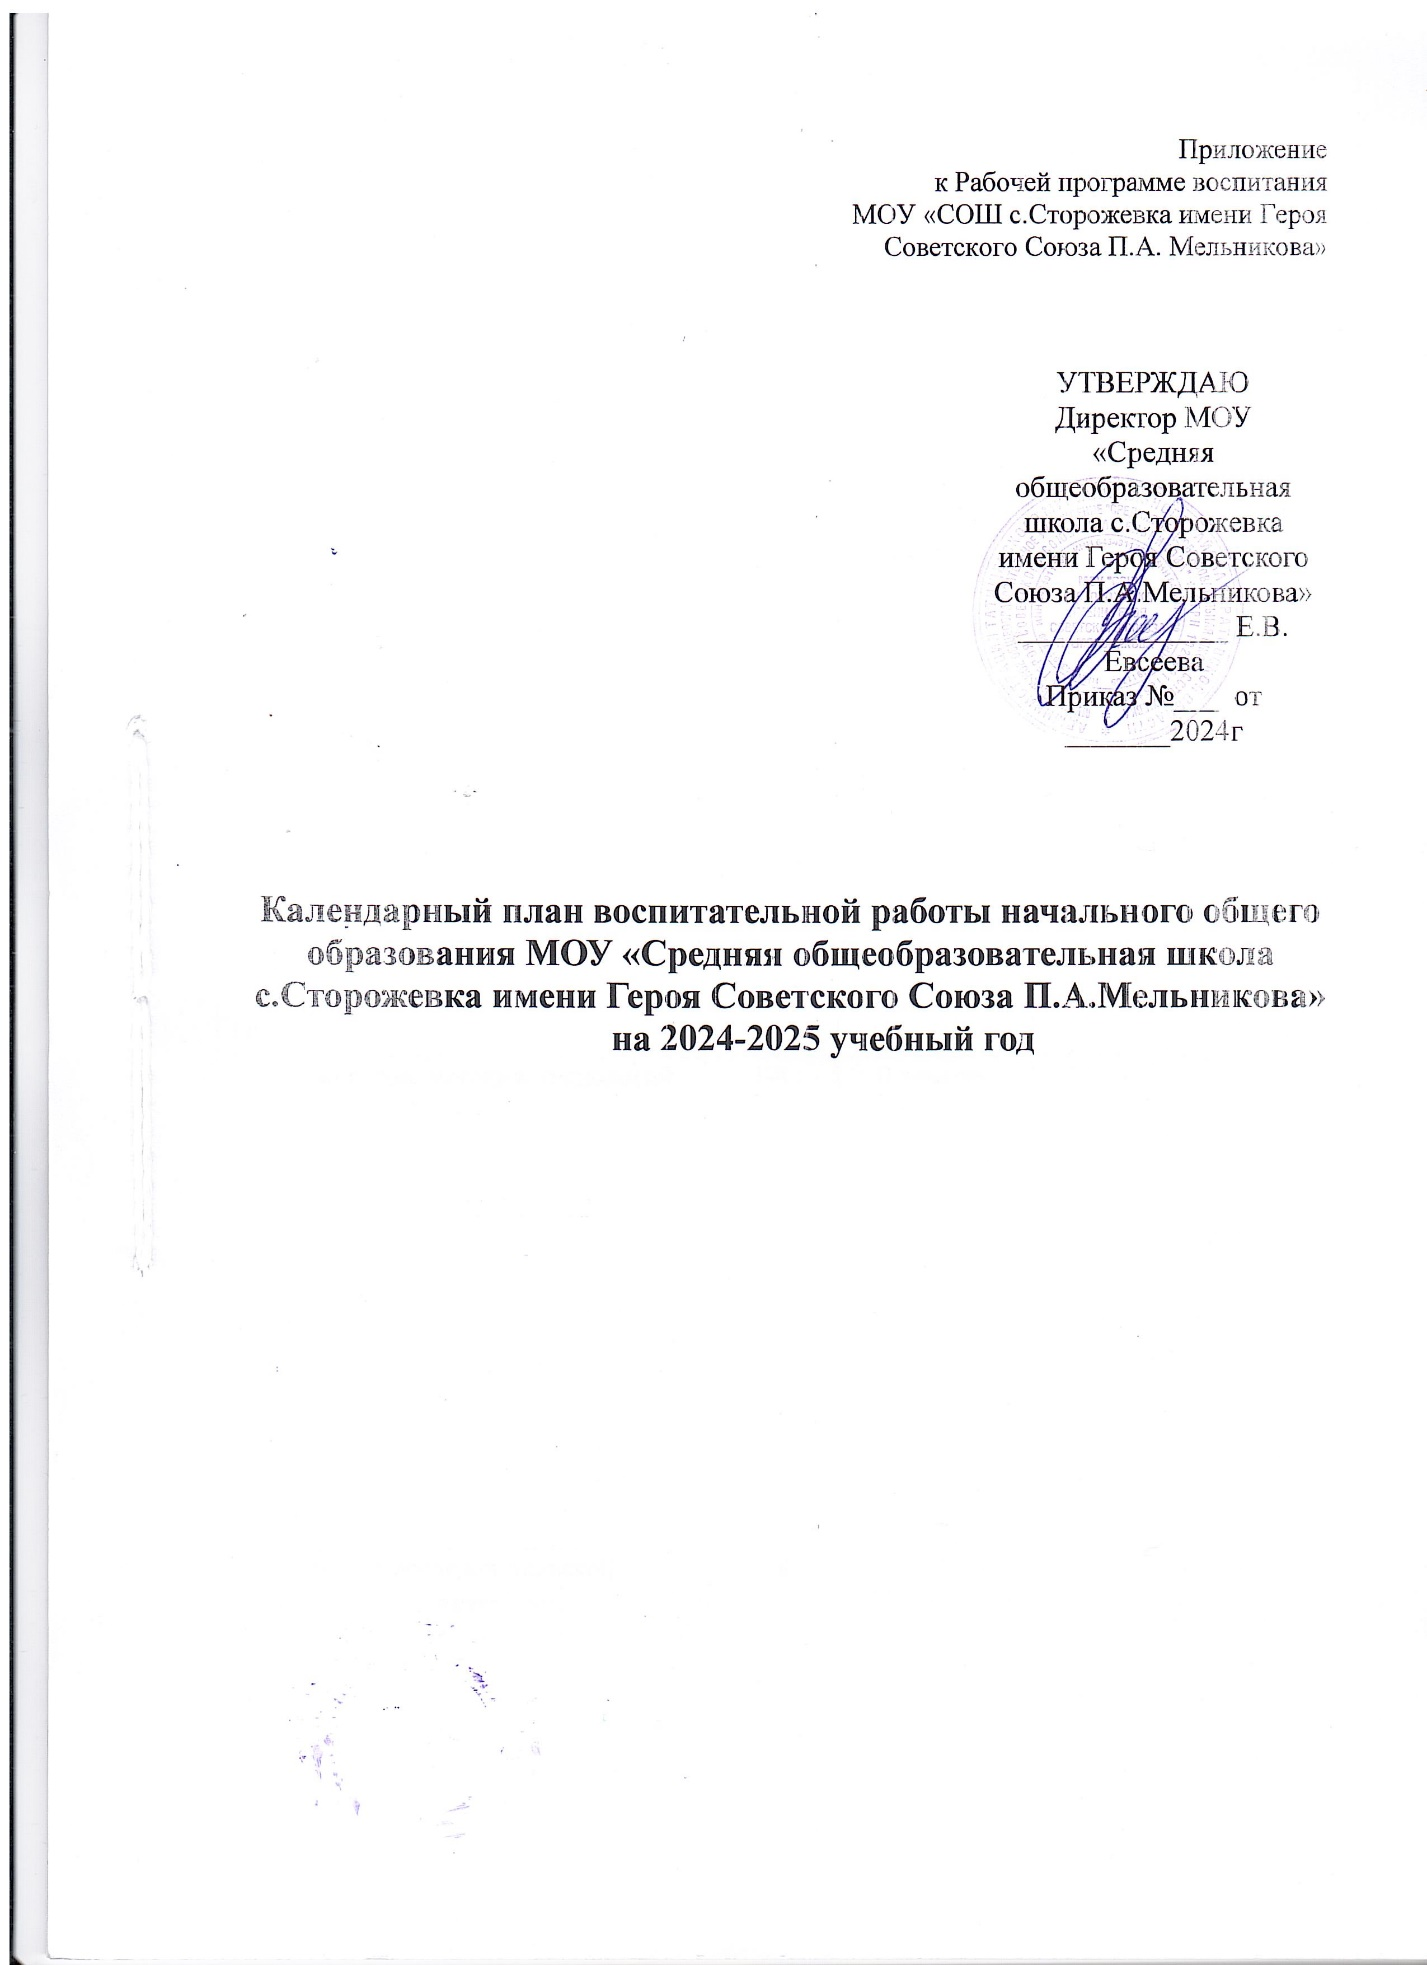 Приложение
к Рабочей программе воспитания
МОУ «СОШ с.Сторожевка имени Героя
Советского Союза П.А. Мельникова»
УТВЕРЖДАЮ
Директор МОУ
«Средняя
общеобразовательная
школа с.Сторожевка
имени Героя Советского
Союза П.А.Мельникова»
_______________ Е.В.
Евсеева
Приказ №___ от
_______2024г
Календарный план воспитательной работы начального общего
образования МОУ «Средняя общеобразовательная школа
с.Сторожевка имени Героя Советского Союза П.А.Мельникова»
на 2024-2025 учебный год